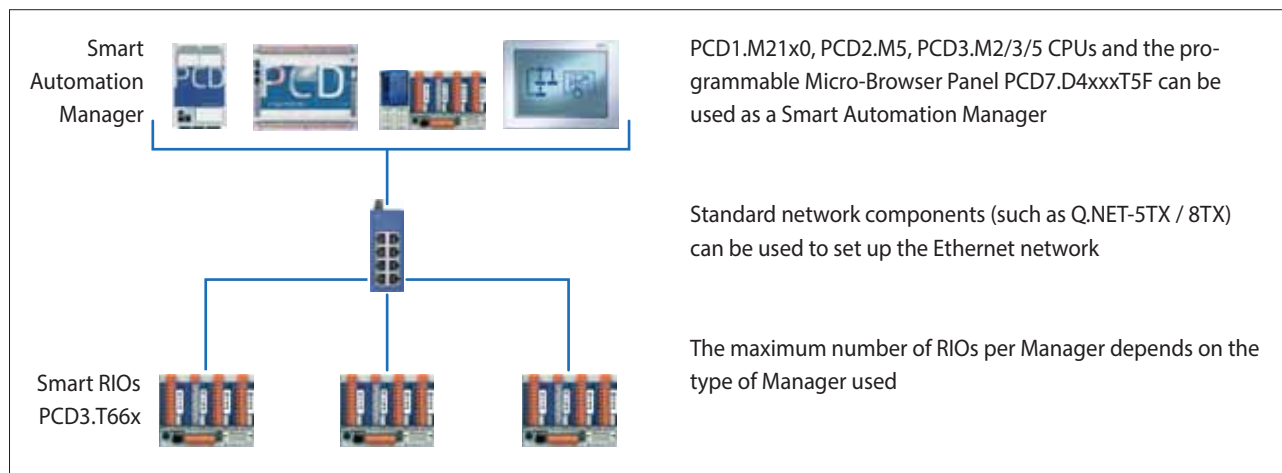 Smart
Automation
Manager
PCD
PCD
PCD1.M21x0, PCD2.M5, PCD3.M2/3/5 CPUs and the pro-
grammable Micro-Browser Panel PCD7.D4xxxT5F can be
used as a Smart Automation Manager
Standard network components (such as Q.NET-5TX / 8TX)
can be used to set up the Ethernet network
The maximum number of RIOs per Manager depends on the
type of Manager used
Smart RIOs
PCD3.T66x